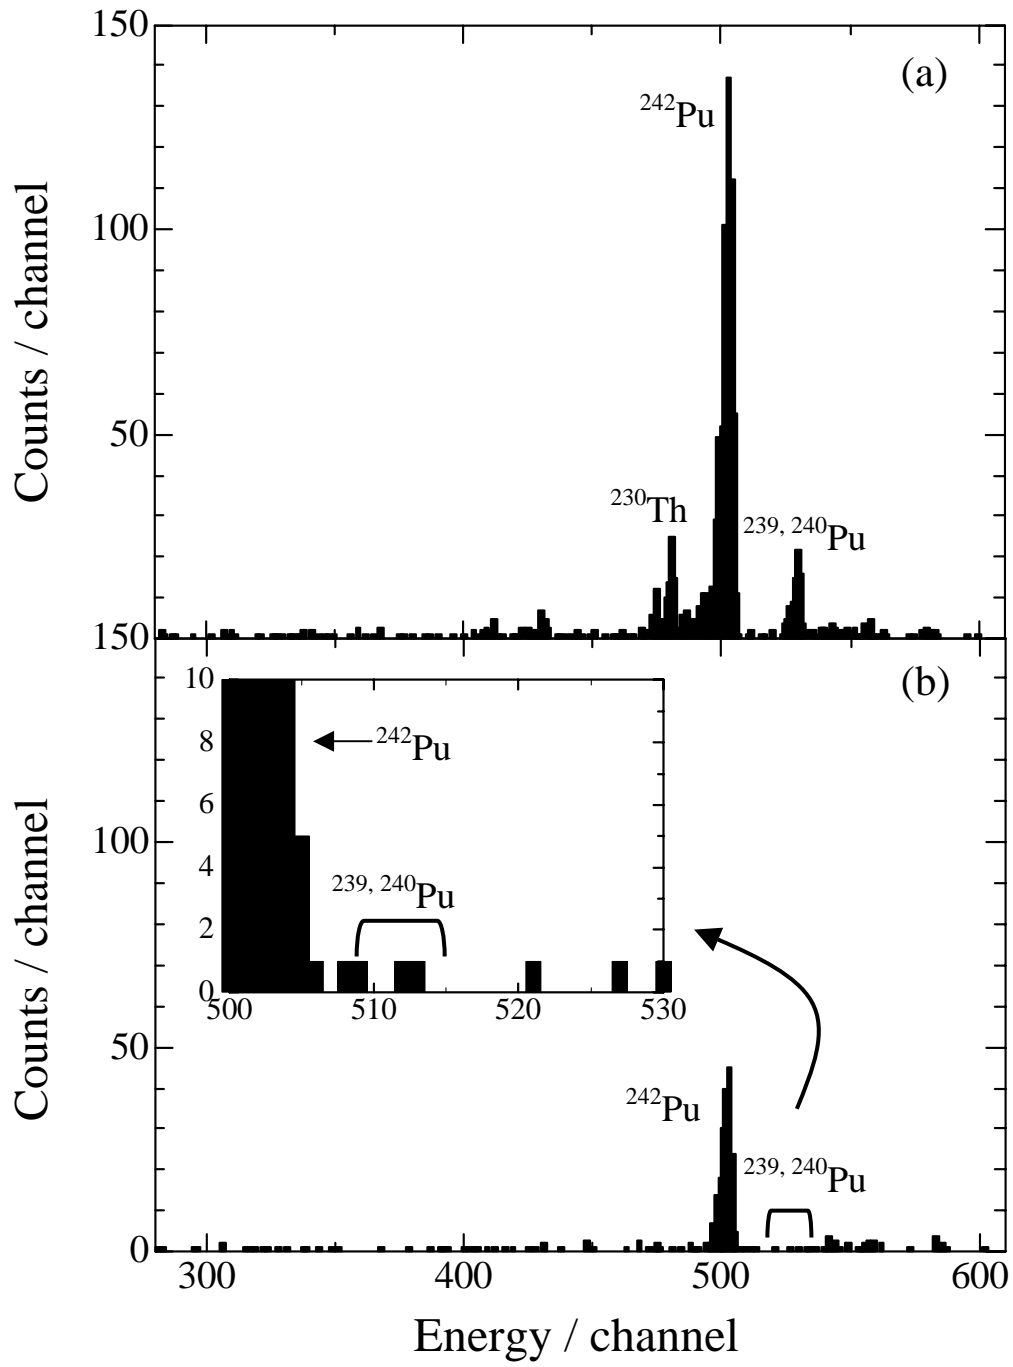 150
(a)
²⁴²Pu
100
Counts / channel
50
²³⁰Th
²³⁹, ²⁴⁰Pu
150
(b)
10
8
²⁴²Pu
6
4
²³⁹, ²⁴⁰Pu
2
0
500 510 520 530
100
Counts / channel
50
²⁴²Pu
²³⁹, ²⁴⁰Pu
0
300 400 500 600
Energy / channel